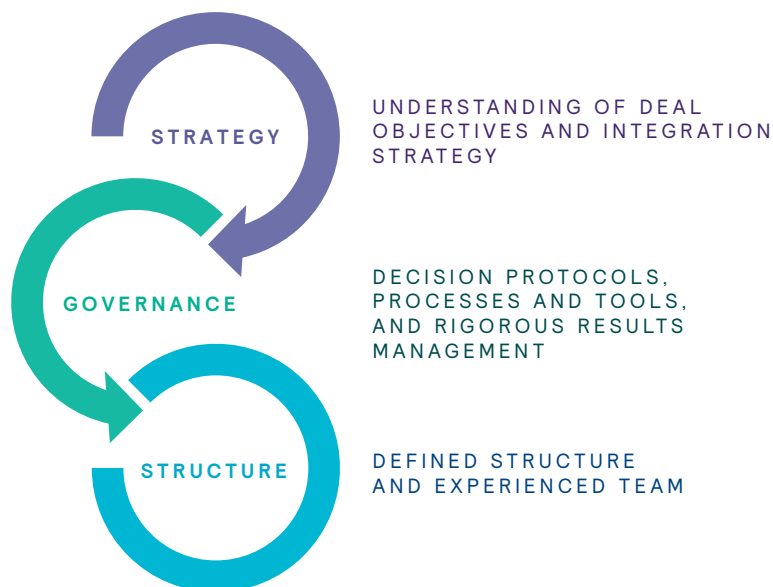 STRATEGY
UNDERSTANDING OF DEAL
OBJECTIVES AND INTEGRATION
STRATEGY
GOVERNANCE
DECISION PROTOCOLS,
PROCESSES AND TOOLS,
AND RIGOROUS RESULTS
MANAGEMENT
STRUCTURE
DEFINED STRUCTURE
AND EXPERIENCED TEAM